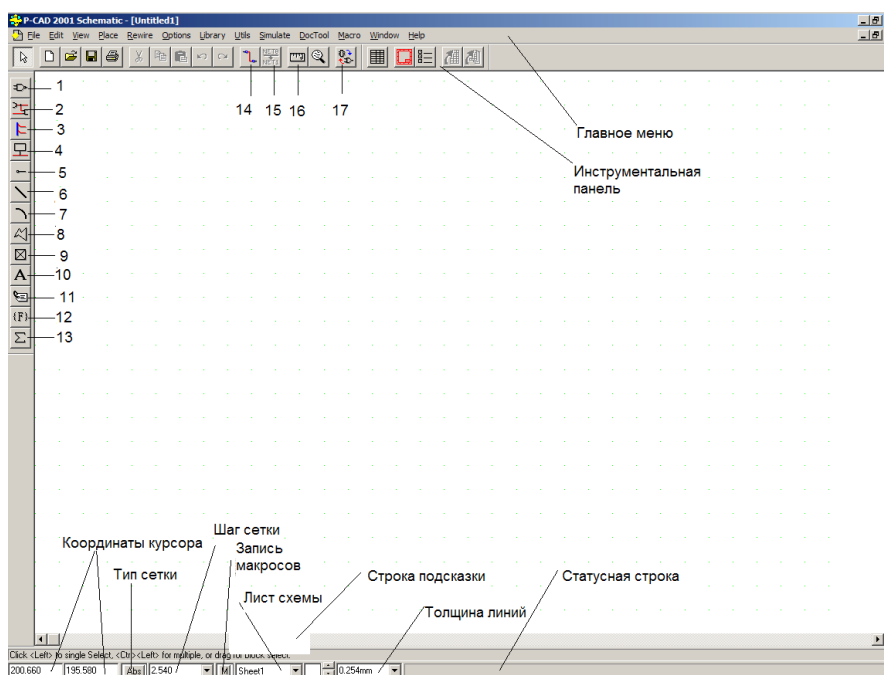 P-CAD 2001 Schematic - [Untitled1]
File Edit View Place Rewire Options Library Utils Simulate DocTool Macro Window Help
1
2
3
4
5
6
7
8
9
10
11
12
13
A
{F}
Σ
NET0
NET1
14 15 16 17
Главное меню
Инструментальная
панель
Координаты курсора
Тип сетки
Шаг сетки
Запись
макросов
Лист схемы
Строка подсказки
Толщина линий
Статусная строка
Click <Left> to single Select, <Ctrl><Left> for multiple, or drag for block select.
200.660 195.580 Abs 2.540 M Sheet1 0.254mm